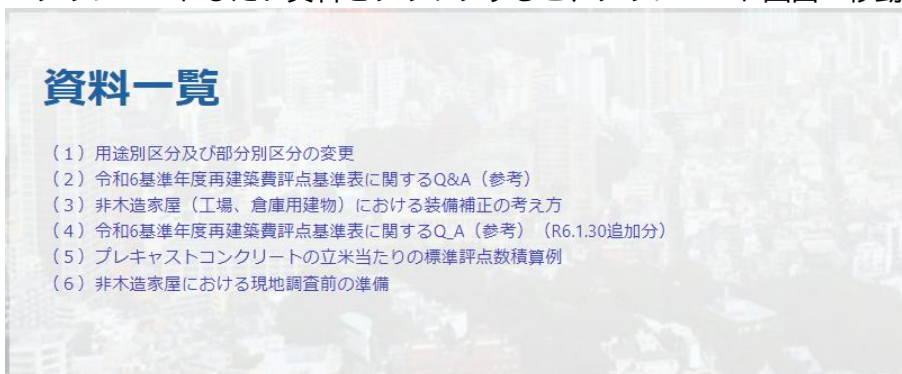 資料一覧
（1）用途別区分及び部分別区分の変更
（2）令和6基準年度再建築費評点基準表に関するQ&A（参考）
（3）非木造家屋（工場、倉庫用建物）における装備補正の考え方
（4）令和6基準年度再建築費評点基準表に関するQ_A（参考）（R6.1.30追加分）
（5）プレキャストコンクリートの立米当たりの標準評点数積算例
（6）非木造家屋における現地調査前の準備